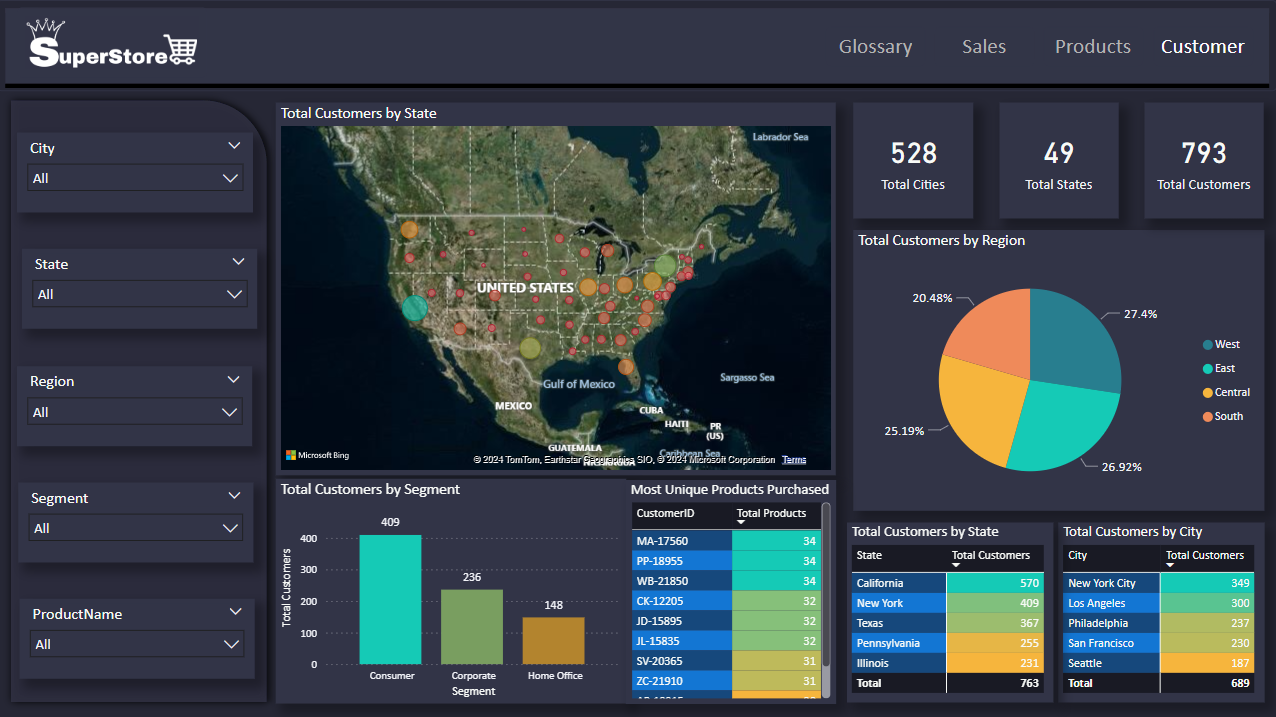 SuperStore
Glossary Sales Products Customer
City
All
State
All
Region
All
Segment
All
ProductName
All
Total Customers by State
Labrador Sea
UNITED STATES
Gulf of Mexico
Sargasso Sea
MEXICO
CUBA
HAITI
PR
(US)
GUATEMALA
Caribbean Sea
Microsoft Bing
© 2024 TomTom, Earthstar Geographics SIO, © 2024 Microsoft Corporation Terms
528
Total Cities
49
Total States
793
Total Customers
Total Customers by Region
20.48%
27.4%
25.19%
26.92%
West
East
Central
South
Total Customers by Segment
Total Customers
400
300
200
100
0
409
236
148
Consumer
Corporate
Home Office
Segment
Most Unique Products Purchased
CustomerID Total Products
MA-17560 34
PP-18955 34
WB-21850 34
CK-12205 32
JD-15895 32
JL-15835 32
SV-20365 31
ZC-21910 31
Total Customers by State
State Total Customers
California 570
New York 409
Texas 367
Pennsylvania 255
Illinois 231
Total 763
Total Customers by City
City Total Customers
New York City 349
Los Angeles 300
Philadelphia 237
San Francisco 230
Seattle 187
Total 689